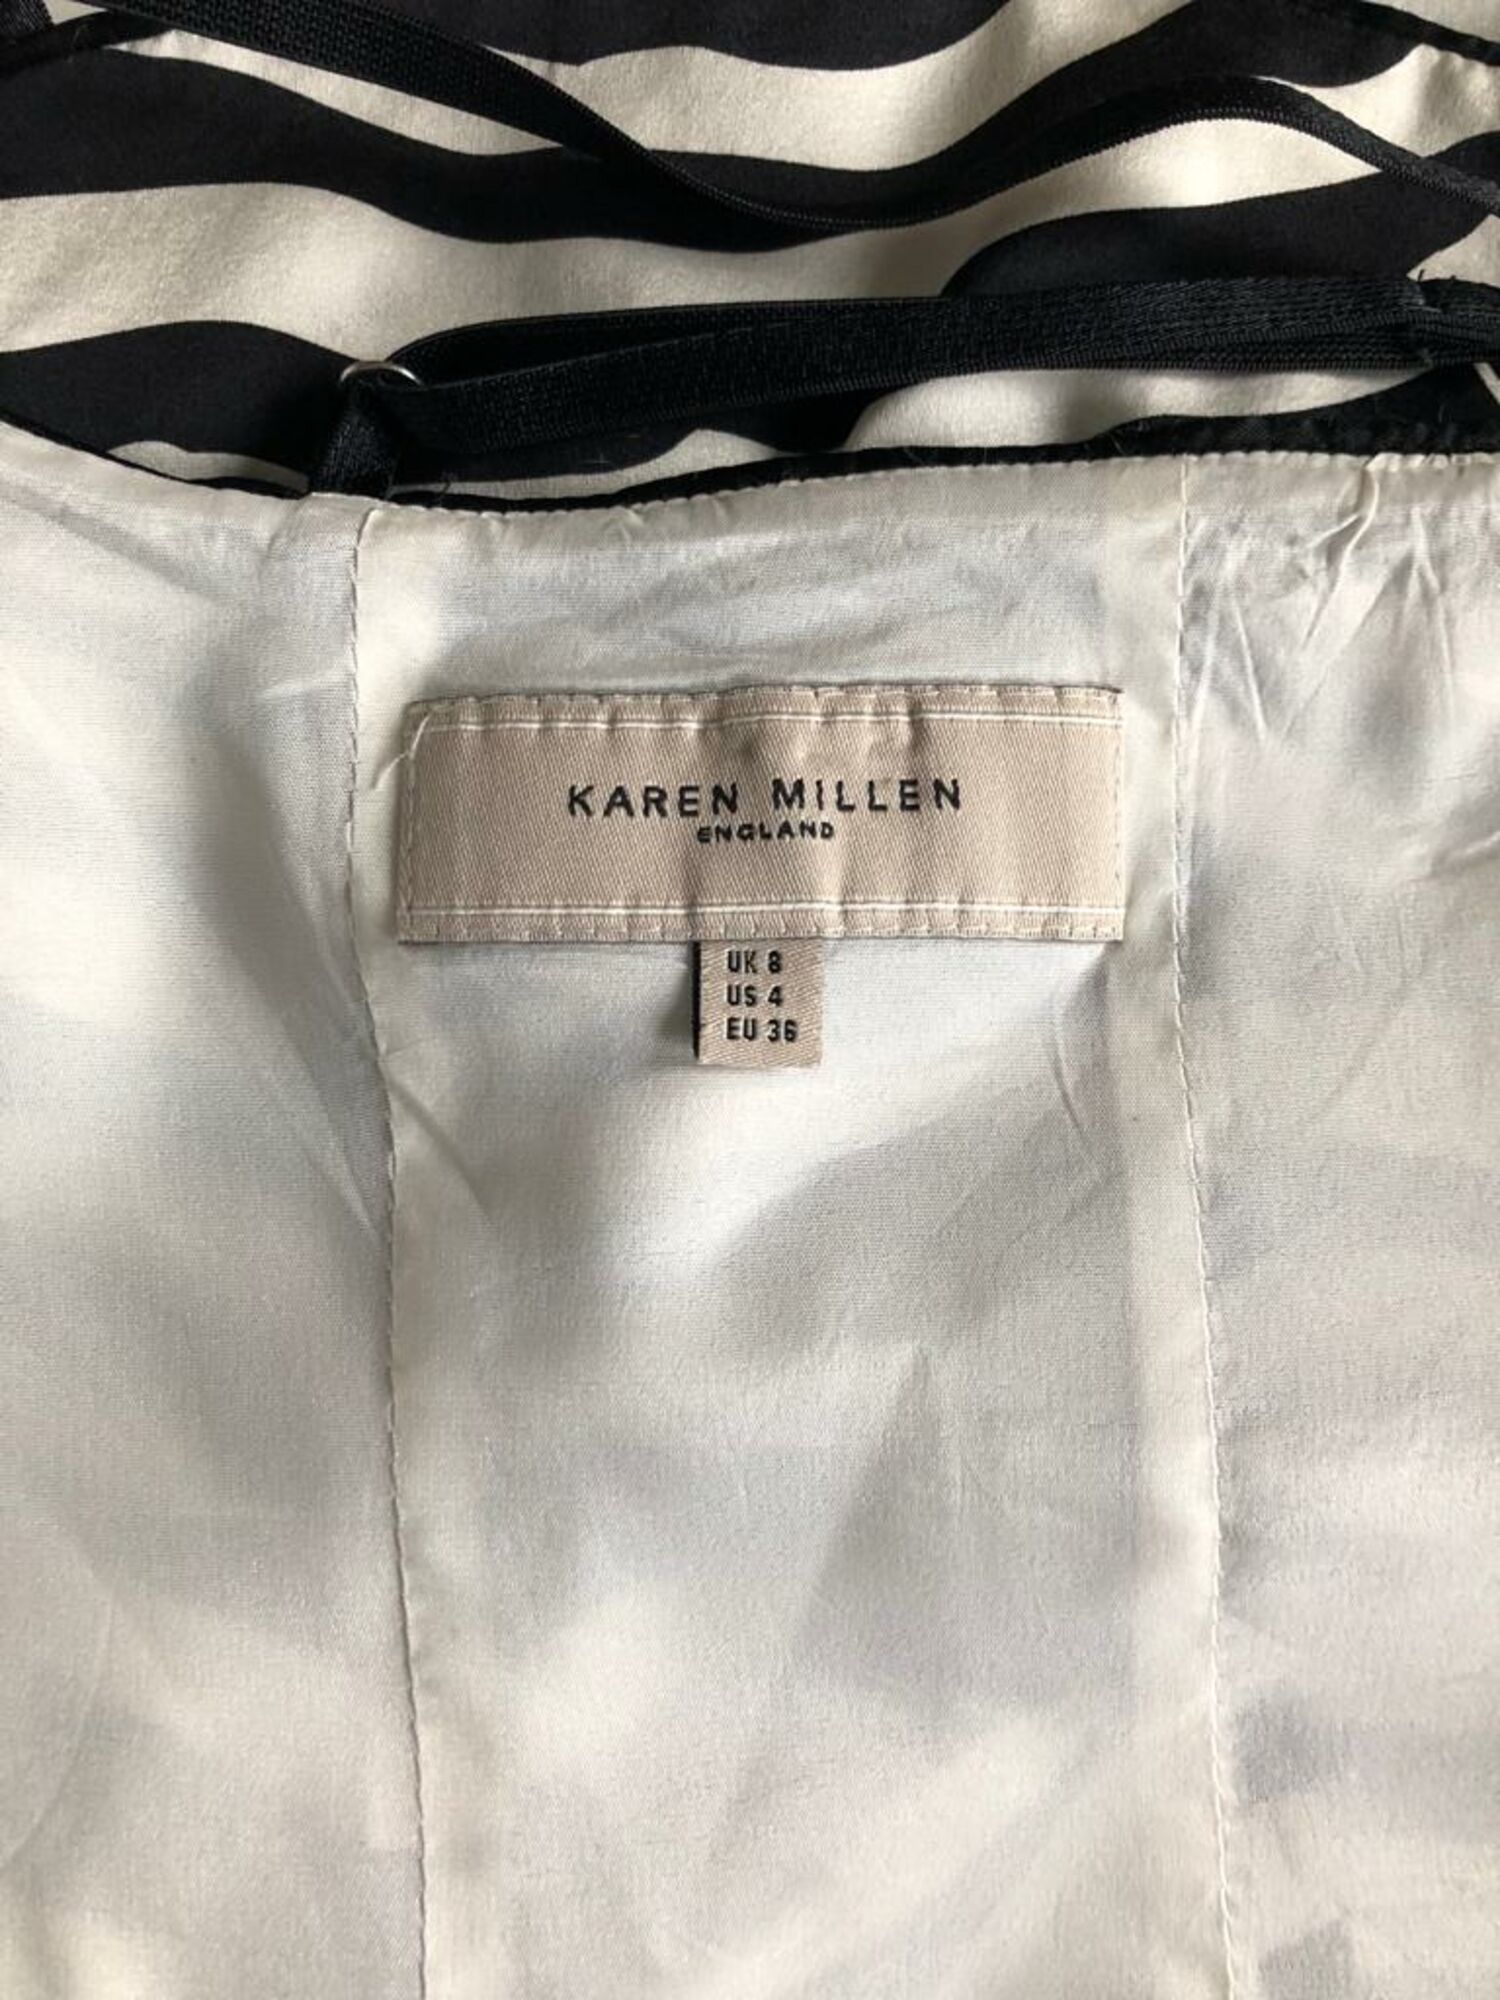 KAREN MILLEN
ENGLAND
UK 8
US 4
EU 36